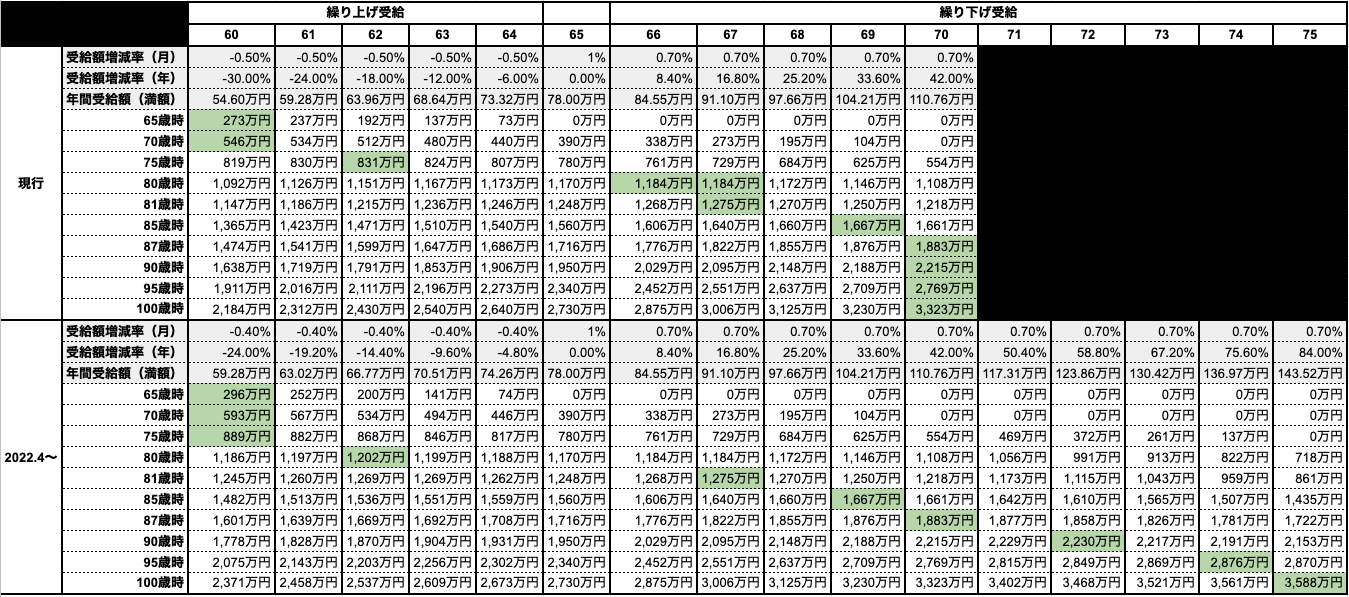 繰り上げ受給 繰り下げ受給
60 61 62 63 64 65 66 67 68 69 70 71 72 73 74 75
現行
受給額増減率（月） -0.50% -0.50% -0.50% -0.50% -0.50% 1% 0.70% 0.70% 0.70% 0.70% 0.70%
受給額増減率（年） -30.00% -24.00% -18.00% -12.00% -6.00% 0.00% 8.40% 16.80% 25.20% 33.60% 42.00%
年間受給額（満額） 54.60万円 59.28万円 63.96万円 68.64万円 73.32万円 78.00万円 84.55万円 91.10万円 97.66万円 104.21万円 110.76万円
65歳時 273万円 237万円 192万円 137万円 73万円 0万円 0万円 0万円 0万円 0万円 0万円
70歳時 546万円 534万円 512万円 480万円 440万円 390万円 338万円 273万円 195万円 104万円 0万円
75歳時 819万円 830万円 831万円 824万円 807万円 780万円 761万円 729万円 684万円 625万円 554万円
80歳時 1,092万円 1,126万円 1,151万円 1,167万円 1,173万円 1,170万円 1,184万円 1,184万円 1,172万円 1,146万円 1,108万円
81歳時 1,147万円 1,186万円 1,215万円 1,236万円 1,246万円 1,248万円 1,268万円 1,275万円 1,270万円 1,250万円 1,218万円
85歳時 1,365万円 1,423万円 1,471万円 1,510万円 1,540万円 1,560万円 1,606万円 1,640万円 1,660万円 1,667万円 1,661万円
87歳時 1,474万円 1,541万円 1,599万円 1,647万円 1,686万円 1,716万円 1,776万円 1,822万円 1,855万円 1,876万円 1,883万円
90歳時 1,638万円 1,719万円 1,791万円 1,853万円 1,906万円 1,950万円 2,029万円 2,095万円 2,148万円 2,188万円 2,215万円
95歳時 1,911万円 2,016万円 2,111万円 2,196万円 2,273万円 2,340万円 2,452万円 2,551万円 2,637万円 2,709万円 2,769万円
100歳時 2,184万円 2,312万円 2,430万円 2,540万円 2,640万円 2,730万円 2,875万円 3,006万円 3,125万円 3,230万円 3,323万円
2022.4～
受給額増減率（月） -0.40% -0.40% -0.40% -0.40% -0.40% 1% 0.70% 0.70% 0.70% 0.70% 0.70% 0.70% 0.70% 0.70% 0.70% 0.70%
受給額増減率（年） -24.00% -19.20% -14.40% -9.60% -4.80% 0.00% 8.40% 16.80% 25.20% 33.60% 42.00% 50.40% 58.80% 67.20% 75.60% 84.00%
年間受給額（満額） 59.28万円 63.02万円 66.77万円 70.51万円 74.26万円 78.00万円 84.55万円 91.10万円 97.66万円 104.21万円 110.76万円 117.31万円 123.86万円 130.42万円 136.97万円 143.52万円
65歳時 296万円 252万円 200万円 141万円 74万円 0万円 0万円 0万円 0万円 0万円 0万円 0万円 0万円 0万円 0万円 0万円
70歳時 593万円 567万円 534万円 494万円 446万円 390万円 338万円 273万円 195万円 104万円 0万円 0万円 0万円 0万円 0万円 0万円
75歳時 889万円 882万円 868万円 846万円 817万円 780万円 761万円 729万円 684万円 625万円 554万円 469万円 372万円 261万円 137万円 0万円
80歳時 1,186万円 1,197万円 1,202万円 1,199万円 1,188万円 1,170万円 1,184万円 1,184万円 1,172万円 1,146万円 1,108万円 1,056万円 991万円 913万円 822万円 718万円
81歳時 1,245万円 1,260万円 1,269万円 1,269万円 1,262万円 1,248万円 1,268万円 1,275万円 1,270万円 1,250万円 1,218万円 1,173万円 1,115万円 1,043万円 959万円 861万円
85歳時 1,482万円 1,513万円 1,536万円 1,551万円 1,559万円 1,560万円 1,606万円 1,640万円 1,660万円 1,667万円 1,661万円 1,642万円 1,610万円 1,565万円 1,507万円 1,435万円
87歳時 1,601万円 1,639万円 1,669万円 1,692万円 1,708万円 1,716万円 1,776万円 1,822万円 1,855万円 1,876万円 1,883万円 1,877万円 1,858万円 1,826万円 1,781万円 1,722万円
90歳時 1,778万円 1,828万円 1,870万円 1,904万円 1,931万円 1,950万円 2,029万円 2,095万円 2,148万円 2,188万円 2,215万円 2,229万円 2,230万円 2,217万円 2,191万円 2,153万円
95歳時 2,075万円 2,143万円 2,203万円 2,256万円 2,302万円 2,340万円 2,452万円 2,551万円 2,637万円 2,709万円 2,769万円 2,815万円 2,849万円 2,869万円 2,876万円 2,870万円
100歳時 2,371万円 2,458万円 2,537万円 2,609万円 2,673万円 2,730万円 2,875万円 3,006万円 3,125万円 3,230万円 3,323万円 3,402万円 3,468万円 3,521万円 3,561万円 3,588万円